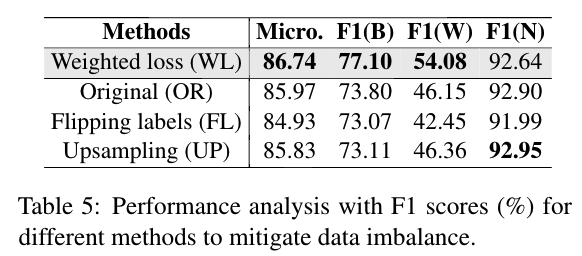 Methods Micro. F1(B) F1(W) F1(N)
Weighted loss (WL) 86.74 77.10 54.08 92.64
Original (OR) 85.97 73.80 46.15 92.90
Flipping labels (FL) 84.93 73.07 42.45 91.99
Upsampling (UP) 85.83 73.11 46.36 92.95
Table 5: Performance analysis with F1 scores (%) for
different methods to mitigate data imbalance.